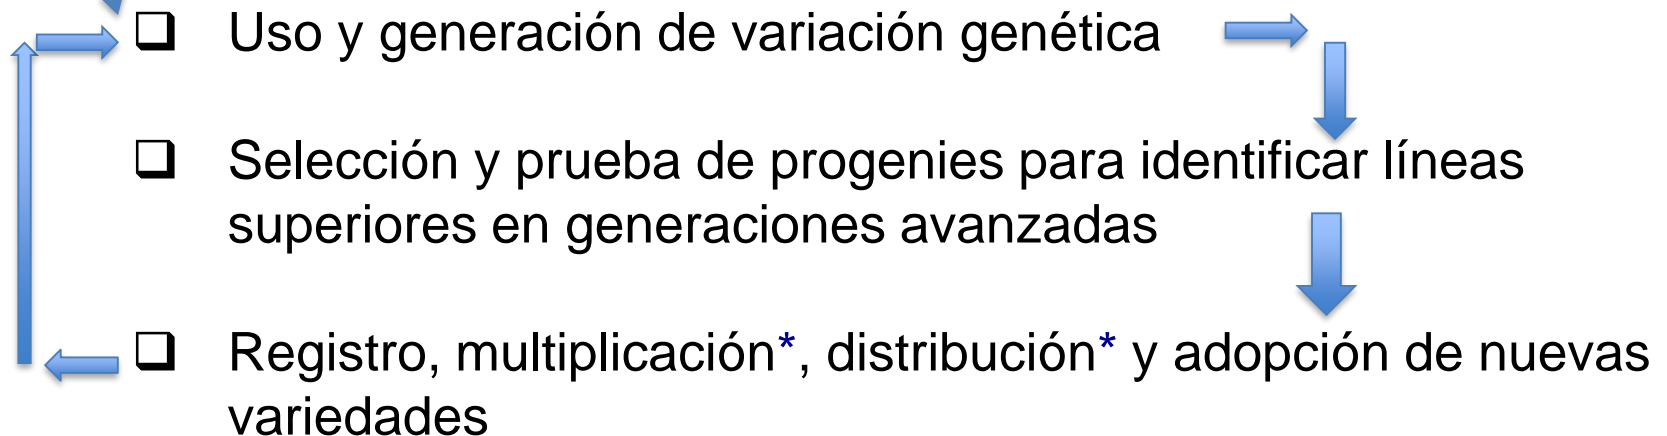 Uso y generación de variación genética
Selección y prueba de progenies para identificar líneas
superiores en generaciones avanzadas
Registro, multiplicación*, distribución* y adopción de nuevas
variedades